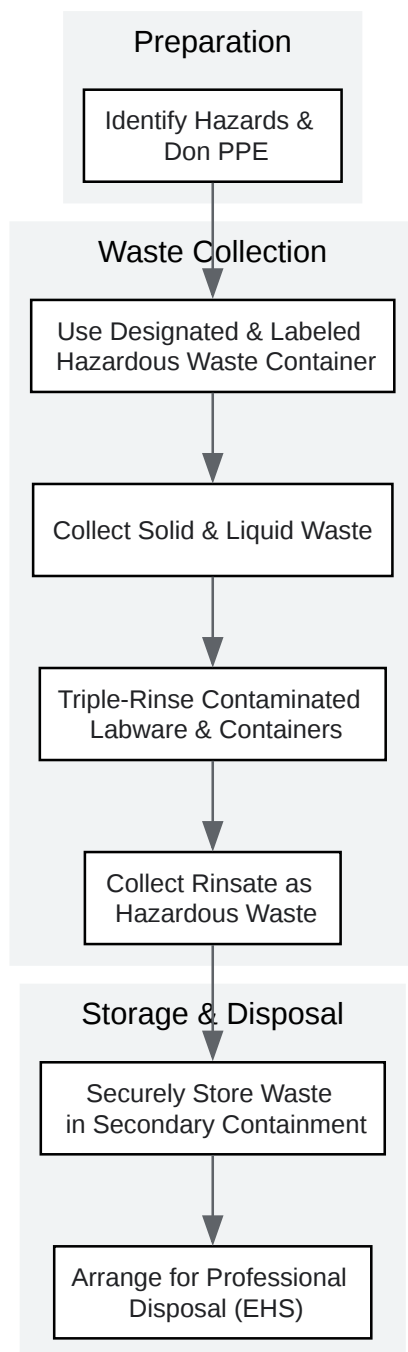 Preparation
Identify Hazards &
Don PPE
Waste Collection
Use Designated & Labeled
Hazardous Waste Container
Collect Solid & Liquid Waste
Triple-Rinse Contaminated
Labware & Containers
Collect Rinsate as
Hazardous Waste
Storage & Disposal
Securely Store Waste
in Secondary Containment
Arrange for Professional
Disposal (EHS)